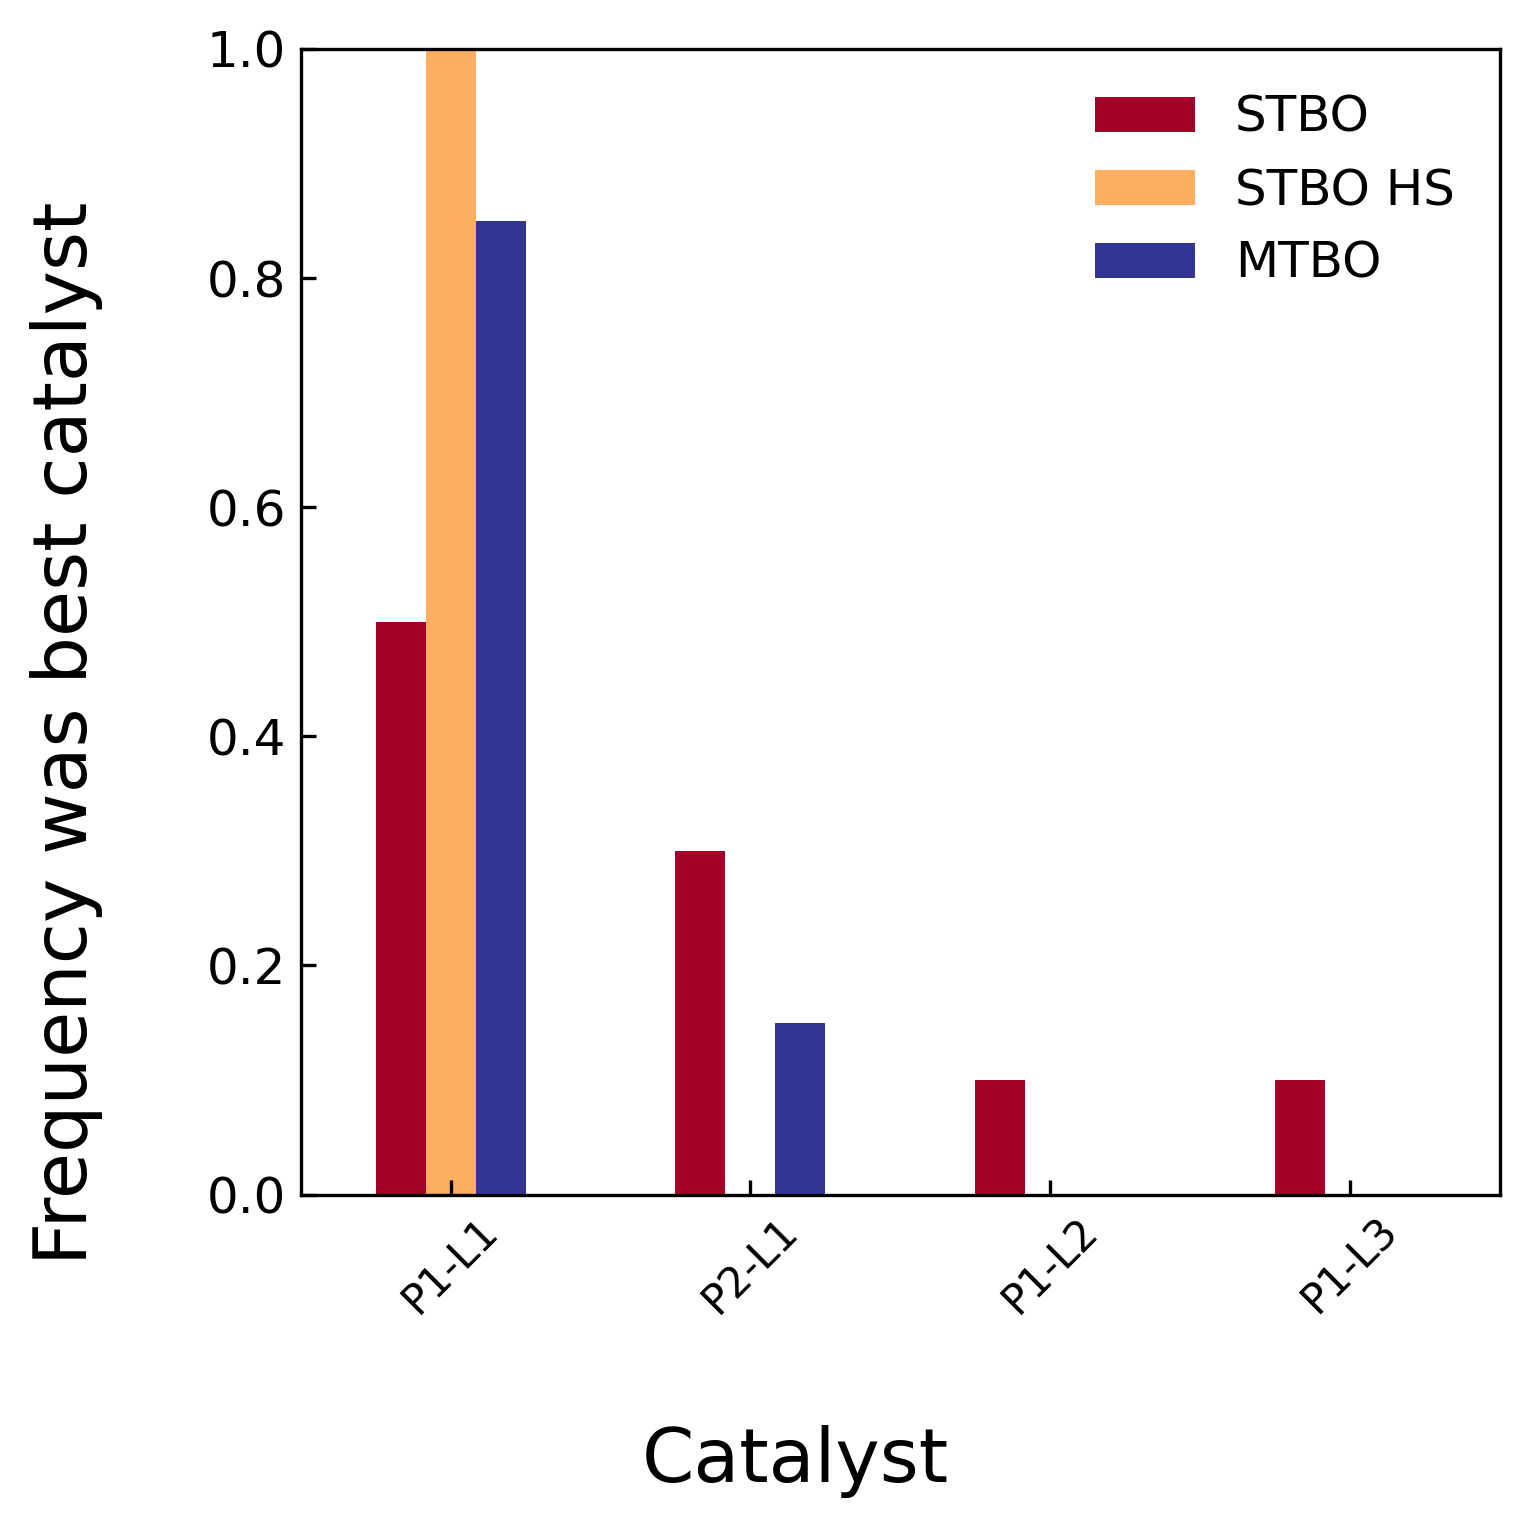 Frequency was best catalyst
1.0
0.8
0.6
0.4
0.2
0.0
STBO
STBO HS
MTBO
P1-L1
P2-L1
P1-L2
P1-L3
Catalyst